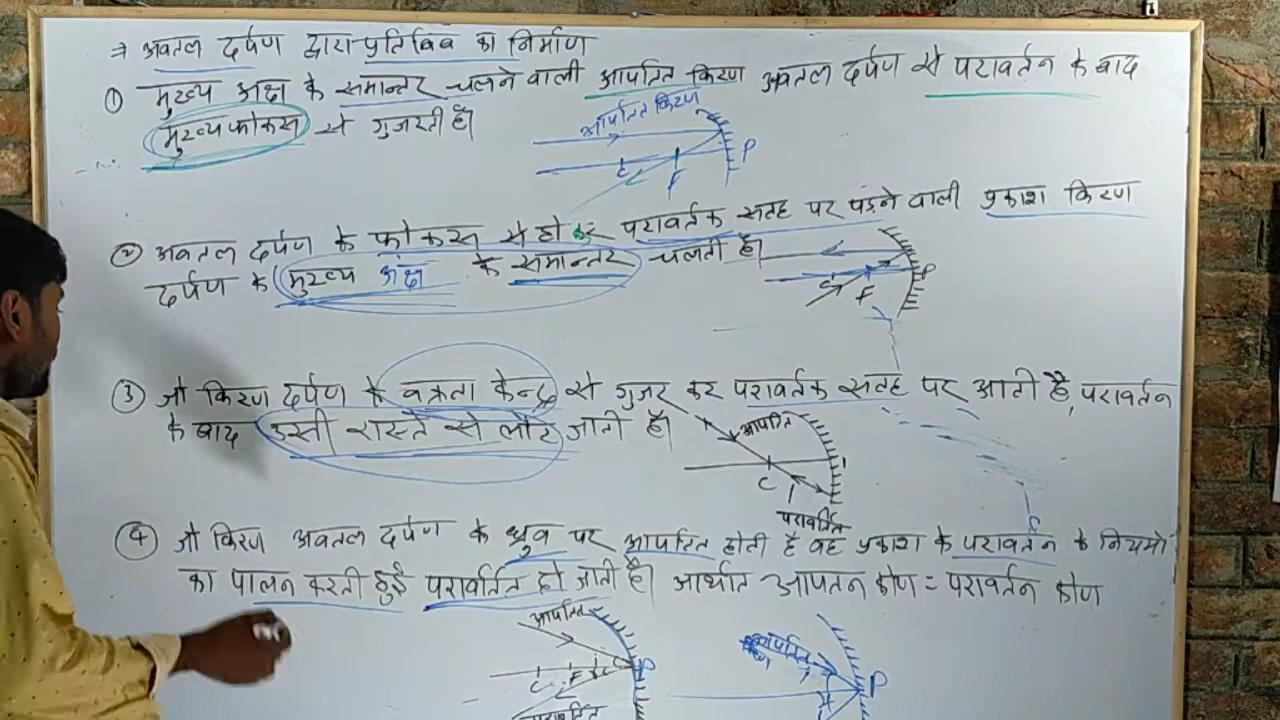 ⇒ अवतल दर्पण द्वारा प्रतिबिंब का निर्माण
① मुख्य अक्ष के समान्तर चलने वाली आपतित किरण अवतल दर्पण से परावर्तन के बाद
मुख्य फोकस से गुजरती है।
आपतित किरण
C F P
② अवतल दर्पण के फोकस से होकर परावर्तक सतह पर पड़ने वाली प्रकाश किरण
दर्पण के मुख्य अक्ष के समान्तर चलती है।
C F P
③ जो किरण दर्पण के वक्रता केन्द्र से गुजर कर परावर्तक सतह पर आती है, परावर्तन
के बाद उसी रास्ते से लौट जाती है।
आपतित
C
परावर्तित
④ जो किरण अवतल दर्पण के ध्रुव पर आपतित होती है वह प्रकाश के परावर्तन के नियमो
का पालन करती हुई परावर्तित हो जाती है। आर्थात आपतन कोण = परावर्तन कोण
आपतित
C F P
परावर्तित
आपतित
P